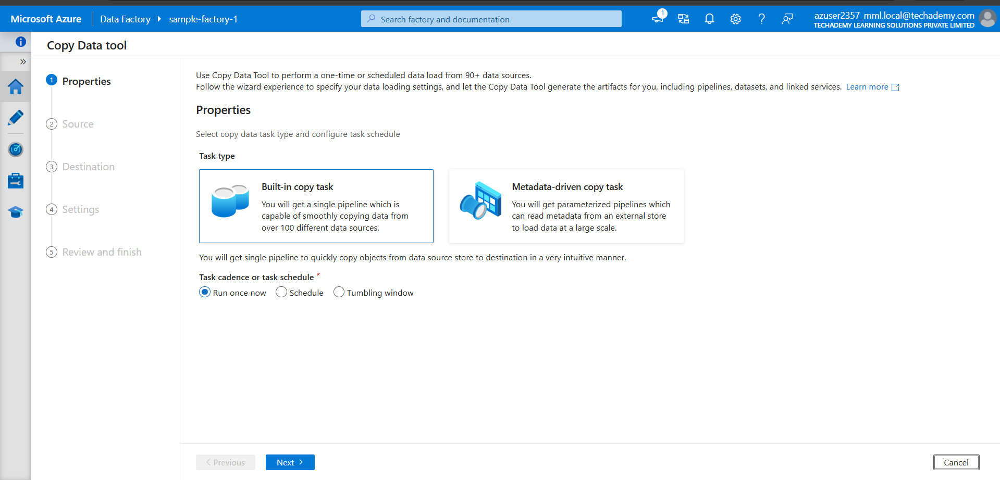 Microsoft Azure
Data Factory
sample-factory-1
Search factory and documentation
1
azuser2357_mml.local@techademy.com
TECHADEMY LEARNING SOLUTIONS PRIVATE LIMITED
Copy Data tool
1 Properties
2 Source
3 Destination
4 Settings
5 Review and finish
Use Copy Data Tool to perform a one-time or scheduled data load from 90+ data sources.
Follow the wizard experience to specify your data loading settings, and let the Copy Data Tool generate the artifacts for you, including pipelines, datasets, and linked services. Learn more
Properties
Select copy data task type and configure task schedule
Task type
Built-in copy task
You will get a single pipeline which is
capable of smoothly copying data from
over 100 different data sources.
Metadata-driven copy task
You will get parameterized pipelines which
can read metadata from an external store
to load data at a large scale.
You will get single pipeline to quickly copy objects from data source store to destination in a very intuitive manner.
Task cadence or task schedule *
Run once now
Schedule
Tumbling window
Previous
Next
Cancel